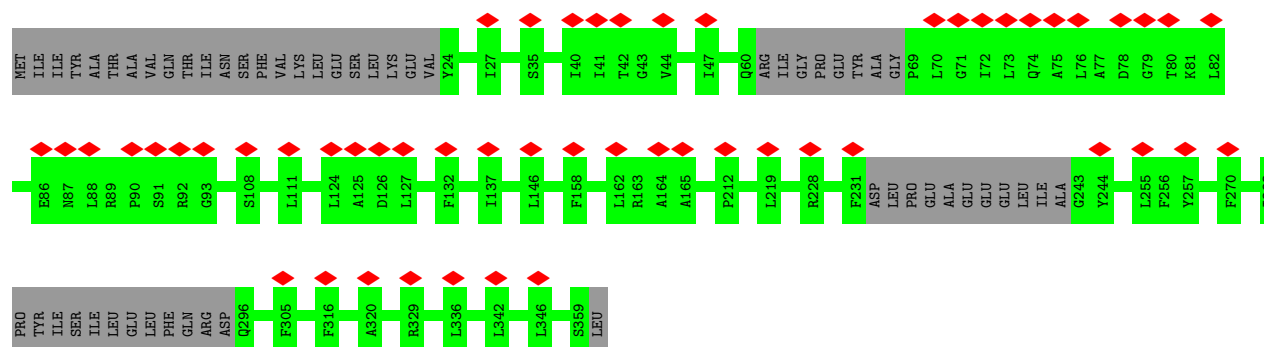 MET ILE ILE TYR ALA THR ALA VAL GLN THR ILE ASN SER PHE VAL LYS LEU GLU SER LEU LYS GLU VAL Y24 I27 S35 I40 I41 T42 G43 V44 I47 Q60 ARG ILE GLY PRO GLU TYR ALA GLY P69 L70 G71 I72 L73 Q74 A75 L76 A77 D78 G79 T80 K81 L82
E86 N87 L88 R89 P90 S91 R92 G93 S108 L111 L124 A125 D126 L127 F132 I137 L146 F158 L162 R163 A164 A165 P212 L219 R228 F231 ASP LEU PRO GLU ALA GLU GLU GLU LEU ILE ALA G243 Y244 L255 F256 Y257 F270
PRO TYR ILE SER ILE LEU GLU LEU PHE GLN ARG ASP Q296 F305 F316 A320 R329 L336 L342 L346 S359 LEU